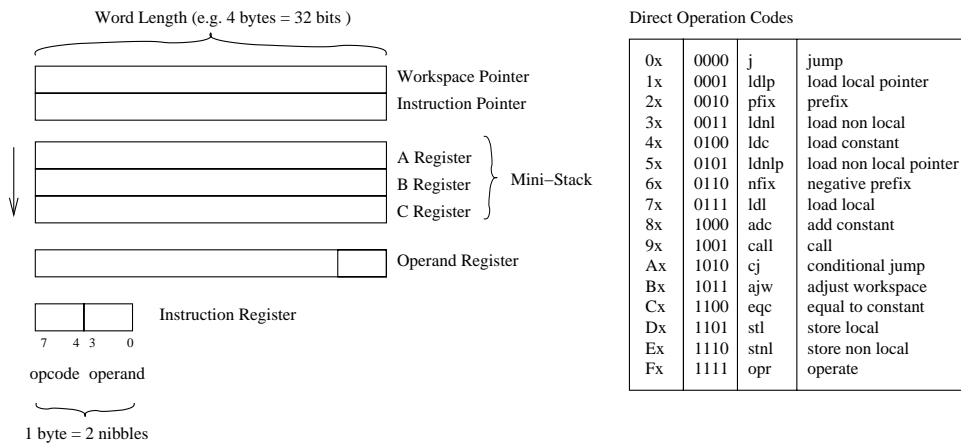 Word Length (e.g. 4 bytes = 32 bits)
Workspace Pointer
Instruction Pointer
A Register
B Register
C Register
Mini−Stack
Operand Register
Instruction Register
7 4 3 0
opcode operand
1 byte = 2 nibbles
Direct Operation Codes
0x 0000 j jump
1x 0001 ldlp load local pointer
2x 0010 pfix prefix
3x 0011 ldnl load non local
4x 0100 ldc load constant
5x 0101 ldnlp load non local pointer
6x 0110 nfix negative prefix
7x 0111 ldl load local
8x 1000 adc add constant
9x 1001 call call
Ax 1010 cj conditional jump
Bx 1011 ajw adjust workspace
Cx 1100 eqc equal to constant
Dx 1101 stl store local
Ex 1110 stnl store non local
Fx 1111 opr operate